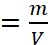 = m/V